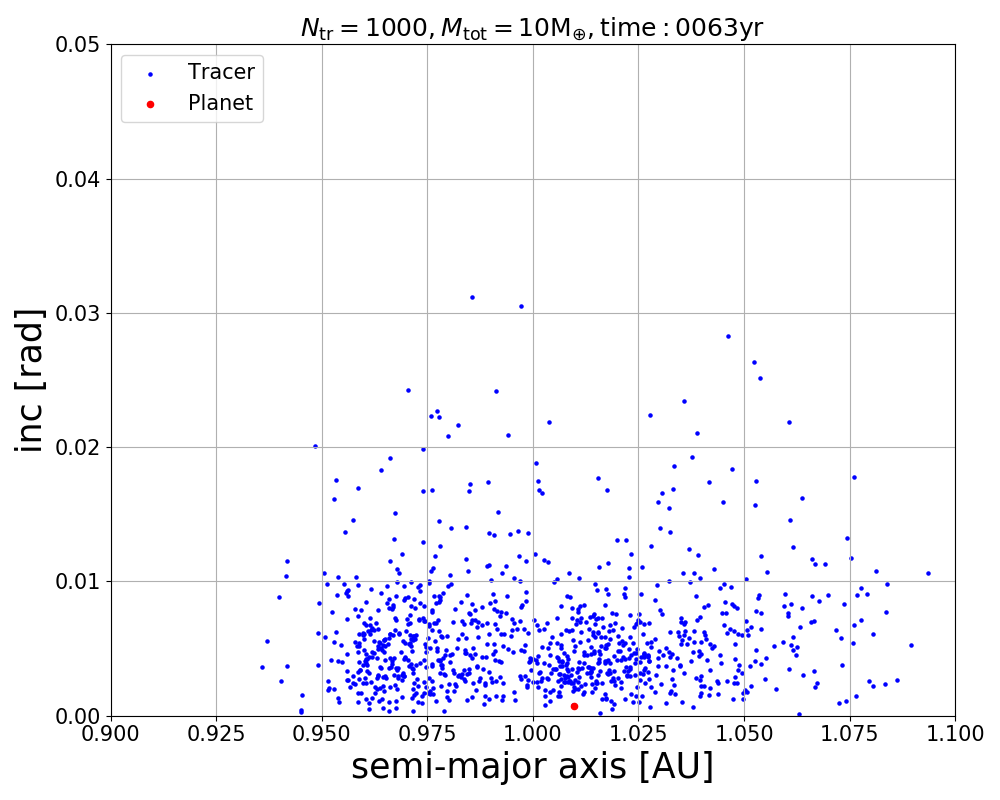 N_tr = 1000, M_tot = 10M_⊕, time : 0063yr
Tracer
Planet
0.05
0.04
0.03
0.02
0.01
0.00
inc [rad]
0.900 0.925 0.950 0.975 1.000 1.025 1.050 1.075 1.100
semi-major axis [AU]